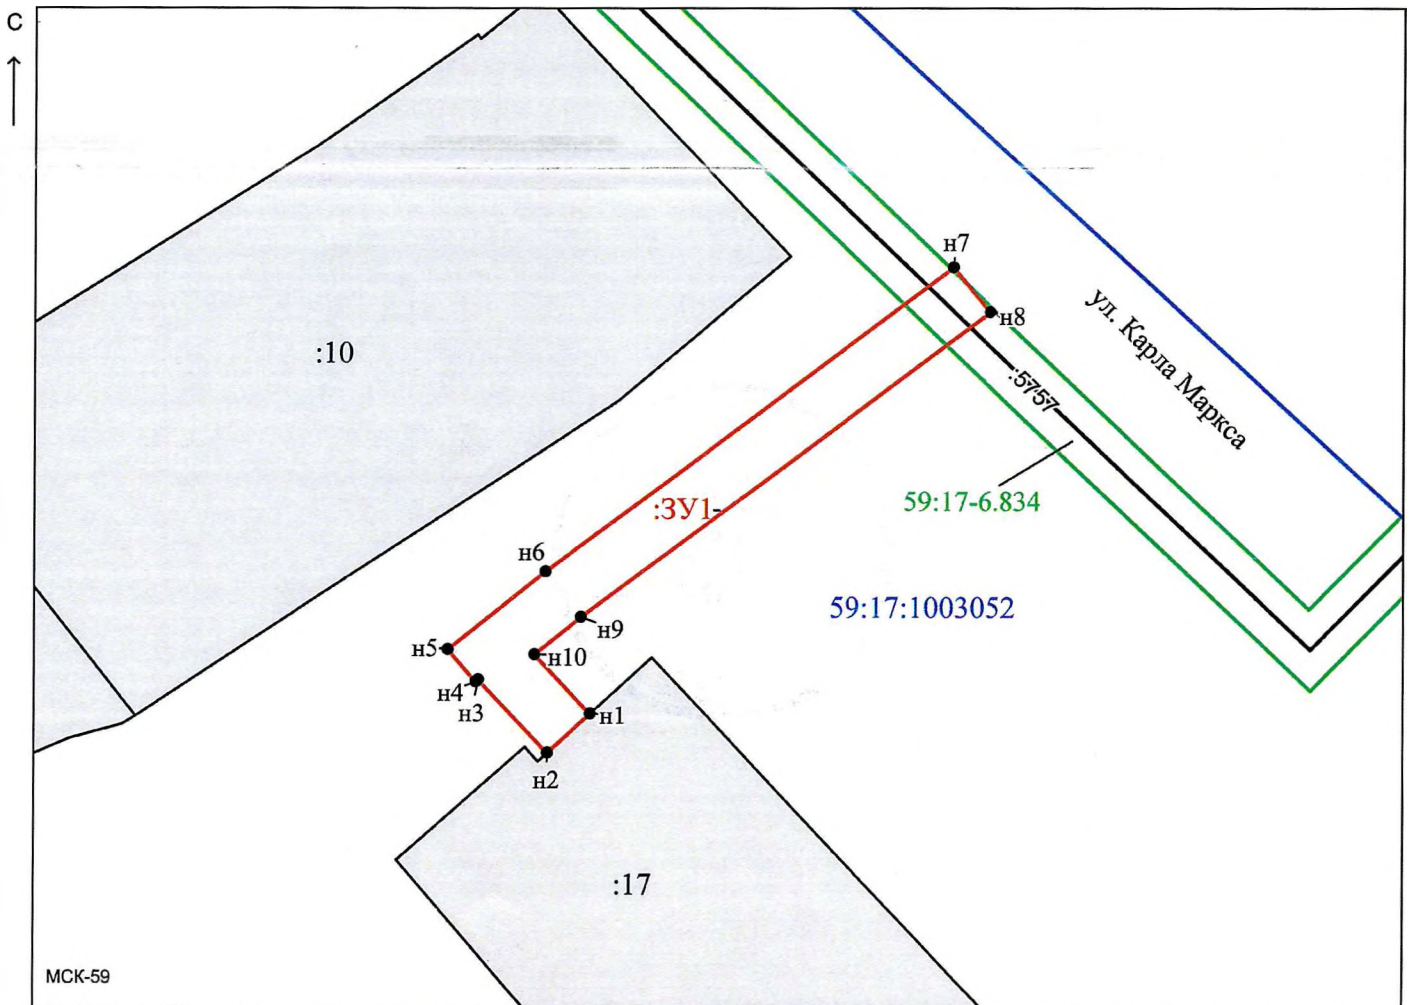 С
н7
н8
ул. Карла Маркса
:10
:5757
59:17-6.834
:ЗУ1-
н6
59:17:1003052
н9
н5
н10
н4
н3
н1
н2
:17
МСК-59